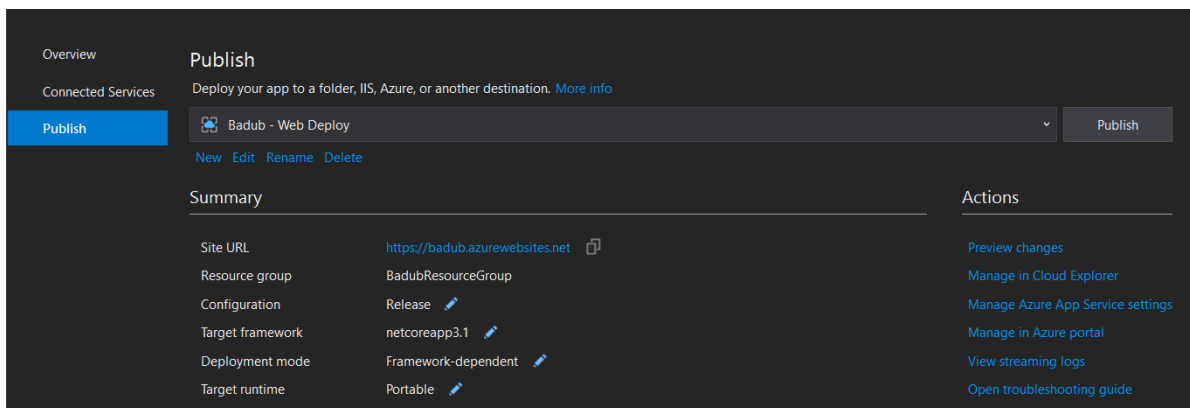 Overview
Connected Services
Publish
Publish
Deploy your app to a folder, IIS, Azure, or another destination. More info
Badub - Web Deploy
Publish
New Edit Rename Delete
Summary
Site URL https://badub.azurewebsites.net
Resource group BadubResourceGroup
Configuration Release
Target framework netcoreapp3.1
Deployment mode Framework-dependent
Target runtime Portable
Actions
Preview changes
Manage in Cloud Explorer
Manage Azure App Service settings
Manage in Azure portal
View streaming logs
Open troubleshooting guide